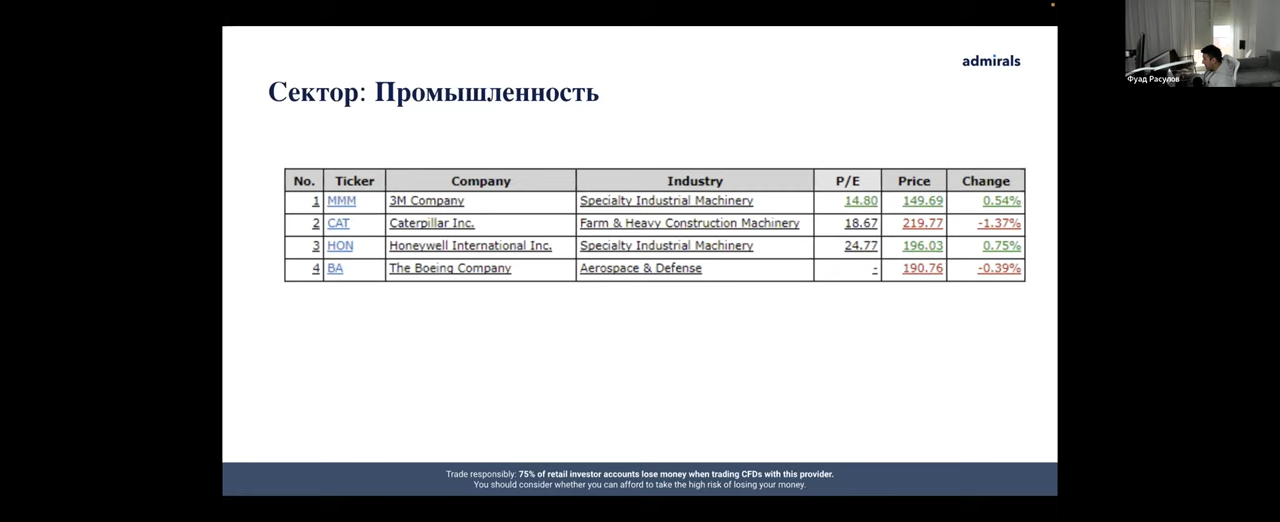 admirals
Фуад Расулов
Сектор: Промышленность
No. Ticker Company Industry P/E Price Change
1 MMM 3M Company Specialty Industrial Machinery 14.80 149.69 0.54%
2 CAT Caterpillar Inc. Farm & Heavy Construction Machinery 18.67 219.77 -1.37%
3 HON Honeywell International Inc. Specialty Industrial Machinery 24.77 196.03 0.75%
4 BA The Boeing Company Aerospace & Defense - 190.76 -0.39%
Trade responsibly: 75% of retail investor accounts lose money when trading CFDs with this provider.
You should consider whether you can afford to take the high risk of losing your money.